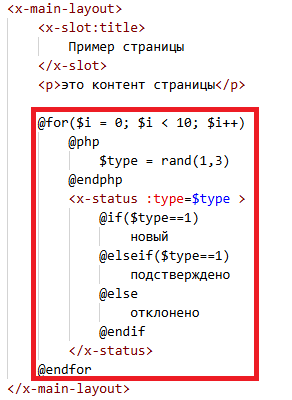 <x-main-layout>
<x-slot:title>
Пример страницы
</x-slot>
<p>это контент страницы</p>
@for($i = 0; $i < 10; $i++)
@php
$type = rand(1,3)
@endphp
<x-status :type=$type >
@if($type==1)
новый
@elseif($type==1)
подстверждено
@else
отклонено
@endif
</x-status>
@endfor
</x-main-layout>